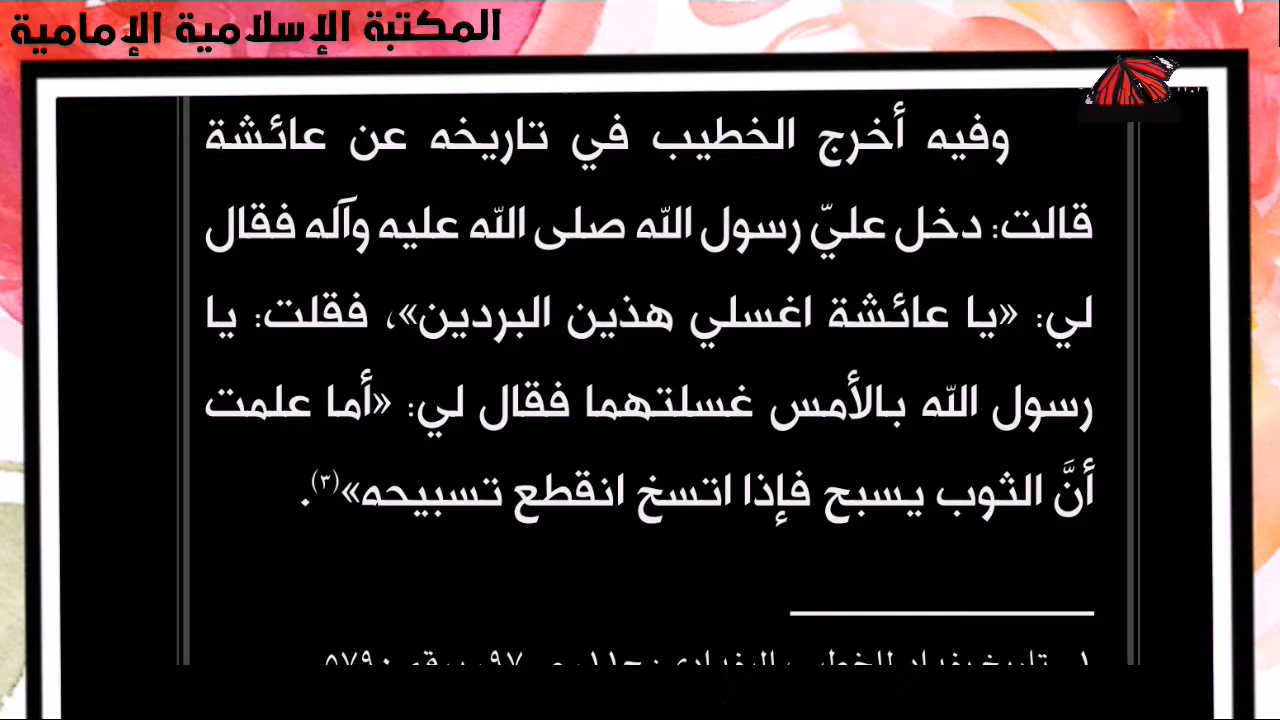 المكتبة الإسلامية الإمامية
وفيه أخرج الخطيب في تاريخه عن عائشة
قالت: دخل عليّ رسول الله صلى الله عليه وآله فقال
لي: «يا عائشة اغسلي هذين البردين»، فقلت: يا
رسول الله بالأمس غسلتهما فقال لي: «أما علمت
أنَّ الثوب يسبح فإذا اتسخ انقطع تسبيحه»(٣).